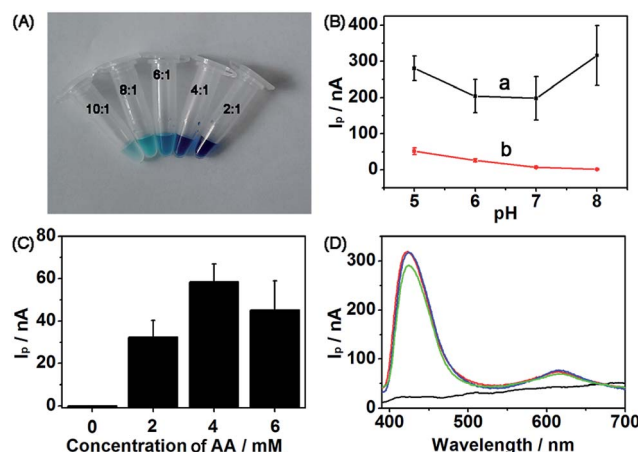 (A)
10:1
8:1
6:1
4:1
2:1
(B)
400
300
200
100
0
Ip / nA
a
b
5 6 7 8
pH
(C)
80
60
40
20
0
Ip / nA
0 2 4 6
Concentration of AA / mM
(D)
300
200
100
50
0
Ip / nA
400 500 600 700
Wavelength / nm